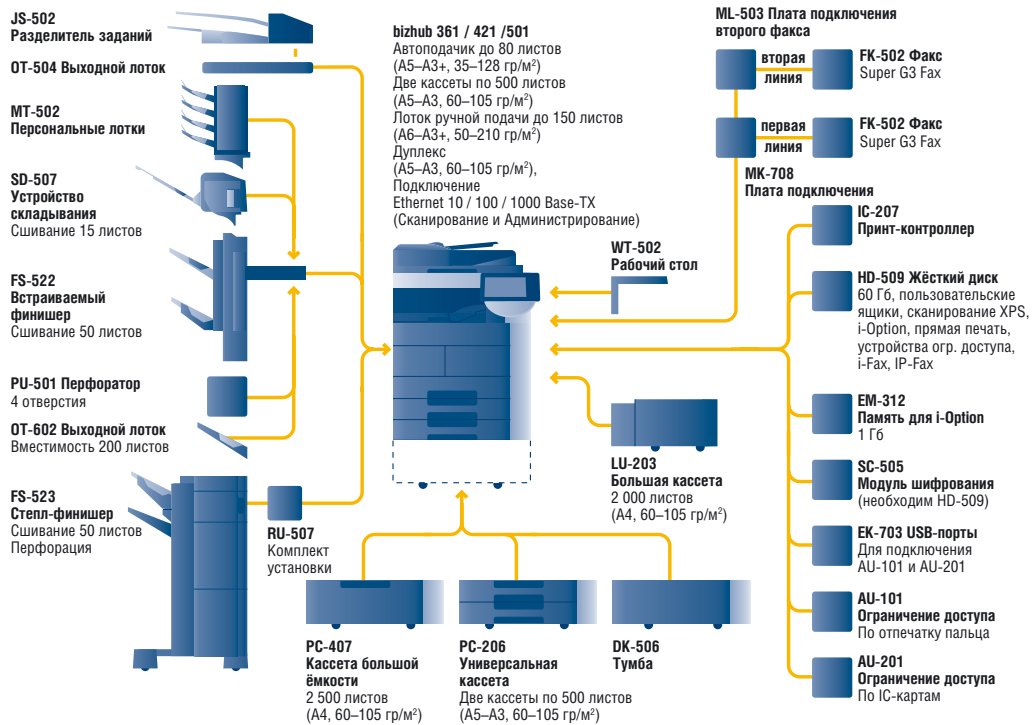 JS-502
Разделитель заданий
OT-504 Выходной лоток
MT-502
Персональные лотки
SD-507
Устройство
складывания
Сшивание 15 листов
FS-522
Встраиваемый
финишер
Сшивание 50 листов
PU-501 Перфоратор
4 отверстия
OT-602 Выходной лоток
Вместимость 200 листов
FS-523
Степл-финишер
Сшивание 50 листов
Перфорация
RU-507
Комплект
установки
bizhub 361 / 421 /501
Автоподачик до 80 листов
(A5–A3+, 35–128 гр/м²)
Две кассеты по 500 листов
(A5–A3, 60–105 гр/м²)
Лоток ручной подачи до 150 листов
(A6–A3+, 50–210 гр/м²)
Дуплекс
(A5–A3, 60–105 гр/м²),
Подключение
Ethernet 10 / 100 / 1000 Base-TX
(Сканирование и Администрирование)
WT-502
Рабочий стол
LU-203
Большая кассета
2 000 листов
(A4, 60–105 гр/м²)
PC-407
Кассета большой
ёмкости
2 500 листов
(A4, 60–105 гр/м²)
PC-206
Универсальная
кассета
Две кассеты по 500 листов
(A5–A3, 60–105 гр/м²)
DK-506
Тумба
ML-503 Плата подключения
второго факса
вторая
линия
FK-502 Факс
Super G3 Fax
первая
линия
FK-502 Факс
Super G3 Fax
MK-708
Плата подключения
IC-207
Принт-контроллер
HD-509 Жёсткий диск
60 Гб, пользовательские
ящики, сканирование XPS,
i-Option, прямая печать,
устройства огр. доступа,
i-Fax, IP-Fax
EM-312
Память для i-Option
1 Гб
SC-505
Модуль шифрования
(необходим HD-509)
EK-703 USB-порты
Для подключения
AU-101 и AU-201
AU-101
Ограничение доступа
По отпечатку пальца
AU-201
Ограничение доступа
По IC-картам